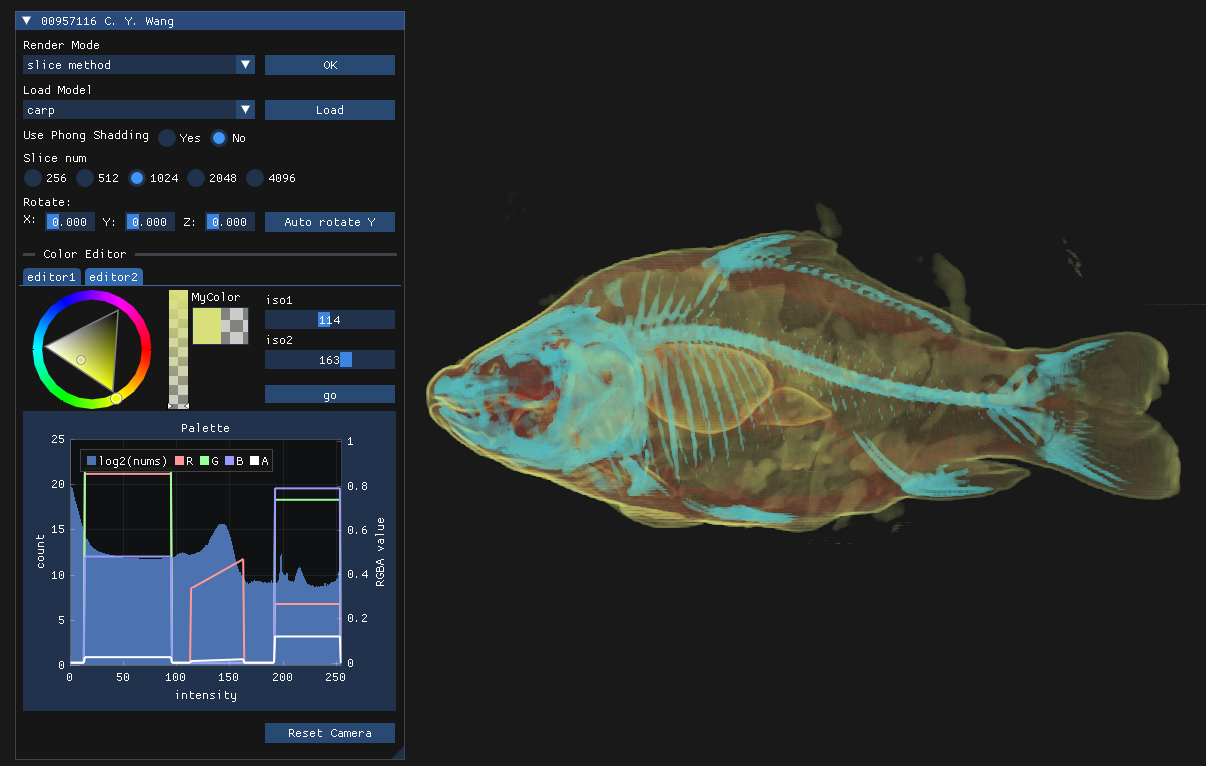 00957116 C. Y. Wang
Render Mode
slice method OK
Load Model
carp Load
Use Phong Shadding Yes No
Slice num
256 512 1024 2048 4096
Rotate:
X: 0.000 Y: 0.000 Z: 0.000 Auto rotate Y
Color Editor
editor1 editor2
MyColor
iso1
114
iso2
163
go
Palette
log2(nums) R G B A
25
20
15
10
5
0
count
1
0.8
0.6
0.4
0.2
0
RGBA value
0 50 100 150 200 250
intensity
Reset Camera